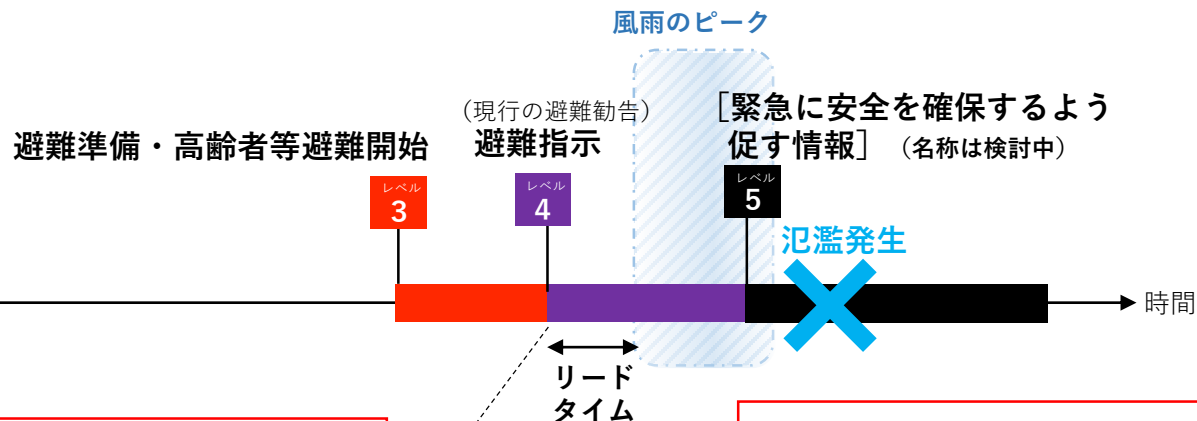 風雨のピーク
（現行の避難勧告）
避難準備・高齢者等避難開始
避難指示
［緊急に安全を確保するよう
促す情報］（名称は検討中）
レベル
3
レベル
4
レベル
5
氾濫発生
時間
リード
タイム